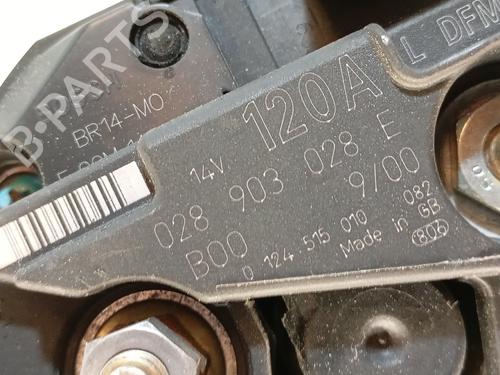 B-PARTS
BR14-MO
L DFM
14V 120A
028 903 028 E
B00 9/00
0 124 515 010 082
Made in GB